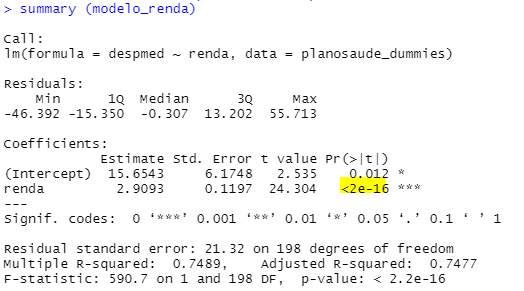 > summary (modelo_renda)
Call:
lm(formula = despmed ~ renda, data = planosaude_dummies)
Residuals:
    Min      1Q  Median      3Q     Max
-46.392 -15.350  -0.307  13.202  55.713
Coefficients:
            Estimate Std. Error t value Pr(>|t|)
(Intercept)  15.6543     6.1748   2.535    0.012 *
renda         2.9093     0.1197  24.304   <2e-16 ***
---
Signif. codes:  0 ‘***’ 0.001 ‘**’ 0.01 ‘*’ 0.05 ‘.’ 0.1 ‘ ’ 1
Residual standard error: 21.32 on 198 degrees of freedom
Multiple R-squared:  0.7489,    Adjusted R-squared:  0.7477
F-statistic: 590.7 on 1 and 198 DF,  p-value: < 2.2e-16